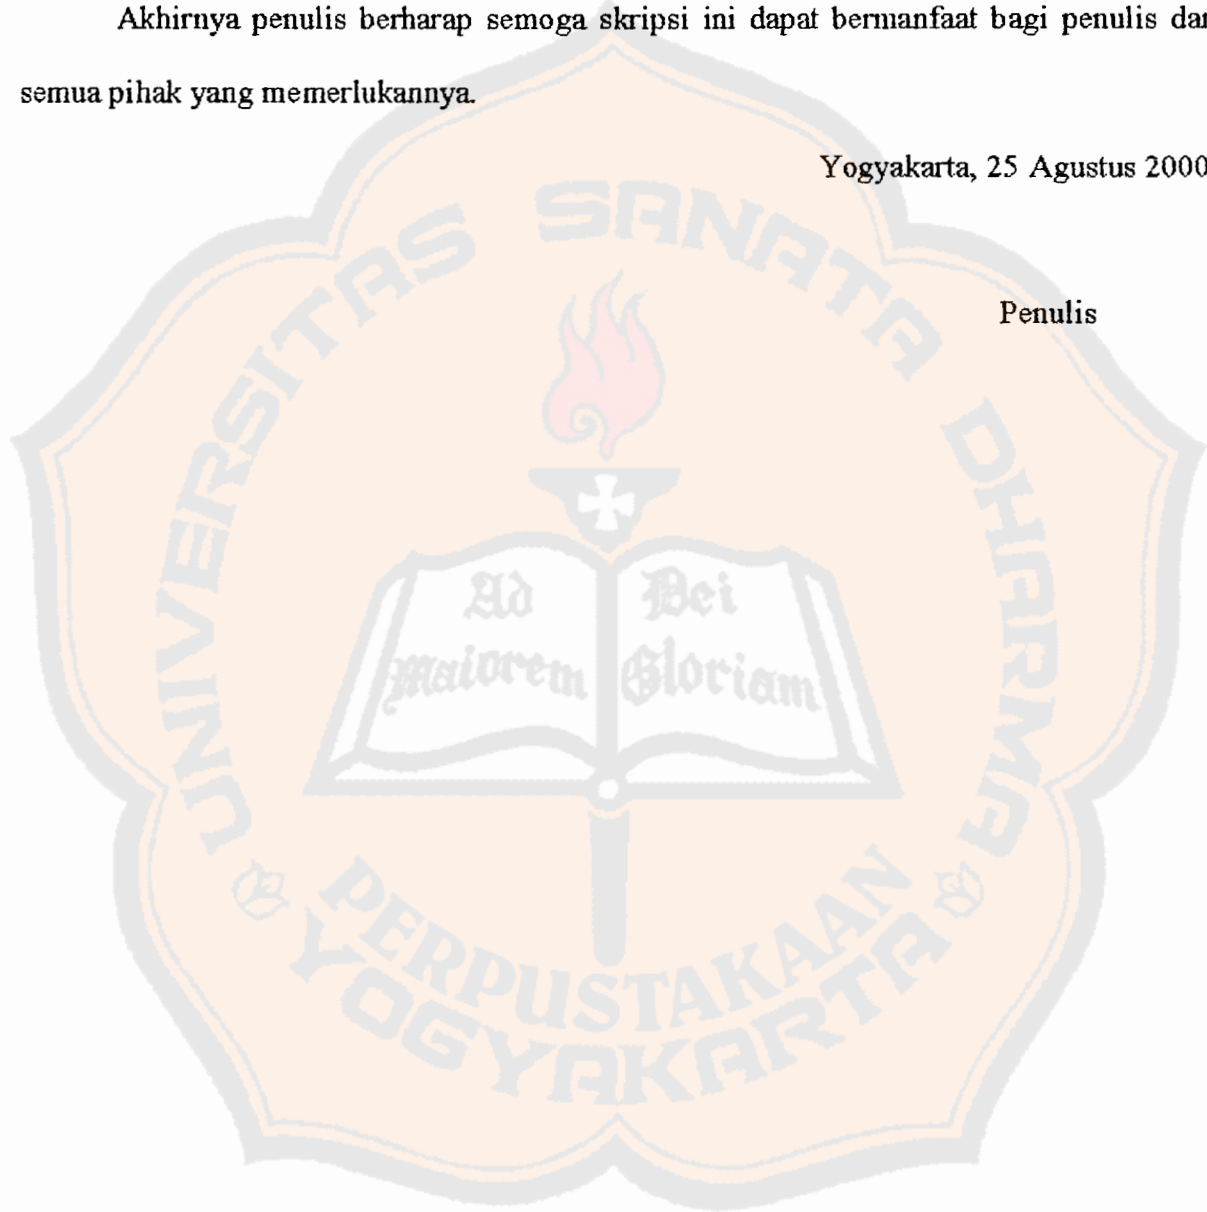 Akhirnya penulis berharap semoga skripsi ini dapat bermanfaat bagi penulis dan
semua pihak yang memerlukannya.
Yogyakarta, 25 Agustus 2000
Penulis
UNIVERSITAS SANATA DHARMA
Ad Dei
Maiorem Gloriam
PERPUSTAKAAN
YOGYAKARTA